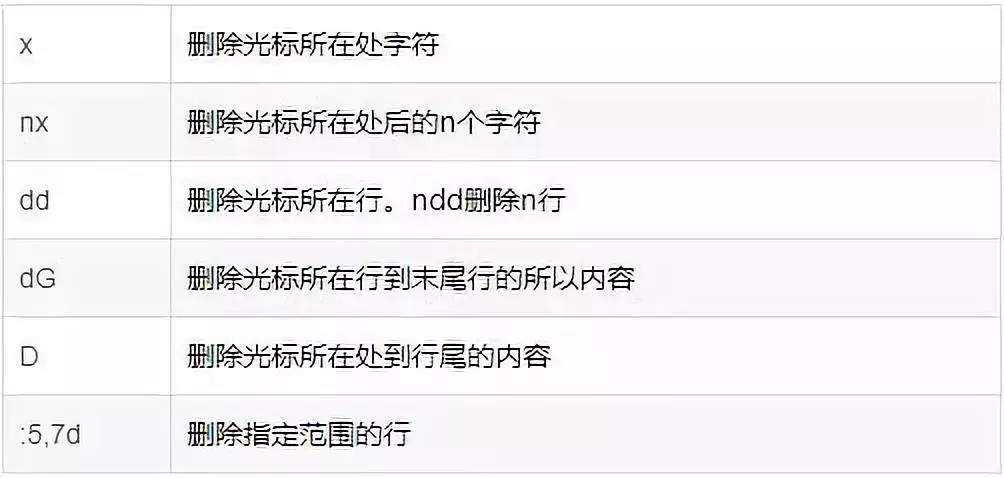 x 删除光标所在处字符
nx 删除光标所在处后的n个字符
dd 删除光标所在行。ndd删除n行
dG 删除光标所在行到末尾行的所以内容
D 删除光标所在处到行尾的内容
:5,7d 删除指定范围的行